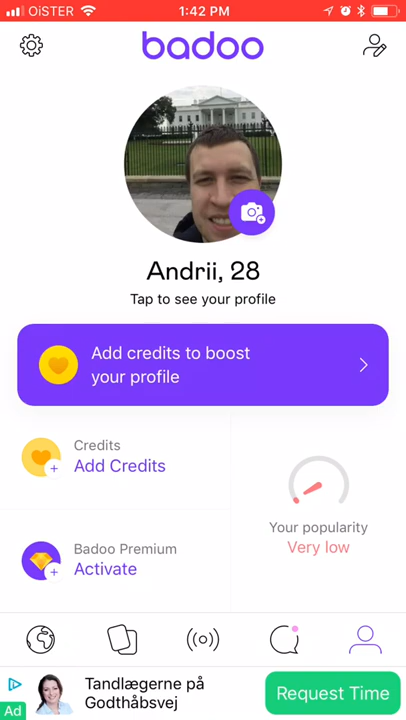 OiSTER 1:42 PM
badoo
Andrii, 28
Tap to see your profile
Add credits to boost
your profile
Credits
Add Credits
Your popularity
Very low
Badoo Premium
Activate
Tandlægerne på
Godthåbsvej
Request Time
Ad